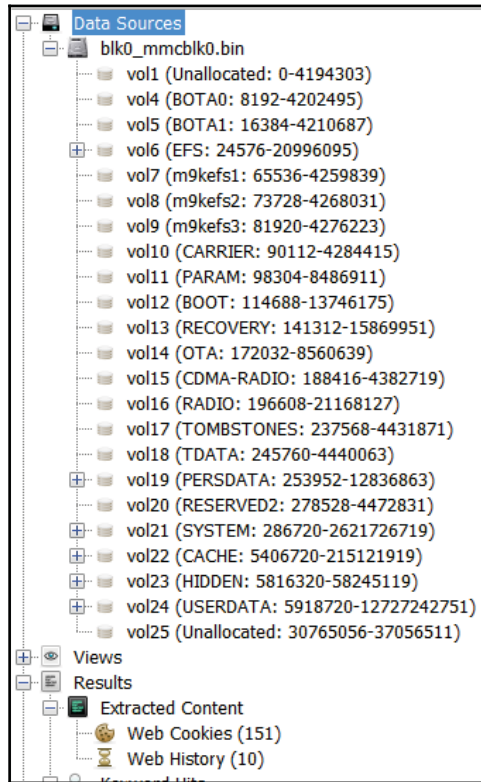 Data Sources
blk0_mmcblk0.bin
vol1 (Unallocated: 0-4194303)
vol4 (BOTA0: 8192-4202495)
vol5 (BOTA1: 16384-4210687)
vol6 (EFS: 24576-20996095)
vol7 (m9kefs1: 65536-4259839)
vol8 (m9kefs2: 73728-4268031)
vol9 (m9kefs3: 81920-4276223)
vol10 (CARRIER: 90112-4284415)
vol11 (PARAM: 98304-8486911)
vol12 (BOOT: 114688-13746175)
vol13 (RECOVERY: 141312-15869951)
vol14 (OTA: 172032-8560639)
vol15 (CDMA-RADIO: 188416-4382719)
vol16 (RADIO: 196608-21168127)
vol17 (TOMBSTONES: 237568-4431871)
vol18 (TDATA: 245760-4440063)
vol19 (PERSDATA: 253952-12836863)
vol20 (RESERVED2: 278528-4472831)
vol21 (SYSTEM: 286720-2621726719)
vol22 (CACHE: 5406720-215121919)
vol23 (HIDDEN: 5816320-58245119)
vol24 (USERDATA: 5918720-12727242751)
vol25 (Unallocated: 30765056-37056511)
Views
Results
Extracted Content
Web Cookies (151)
Web History (10)